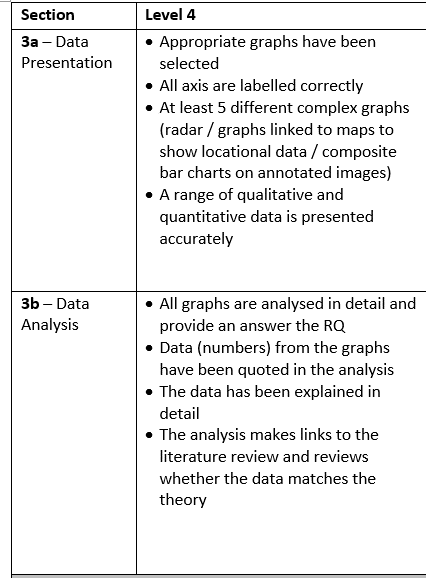 Section Level 4
3a – Data
Presentation
• Appropriate graphs have been
selected
• All axis are labelled correctly
• At least 5 different complex graphs
(radar / graphs linked to maps to
show locational data / composite
bar charts on annotated images)
• A range of qualitative and
quantitative data is presented
accurately
3b – Data
Analysis
• All graphs are analysed in detail and
provide an answer the RQ
• Data (numbers) from the graphs
have been quoted in the analysis
• The data has been explained in
detail
• The analysis makes links to the
literature review and reviews
whether the data matches the
theory